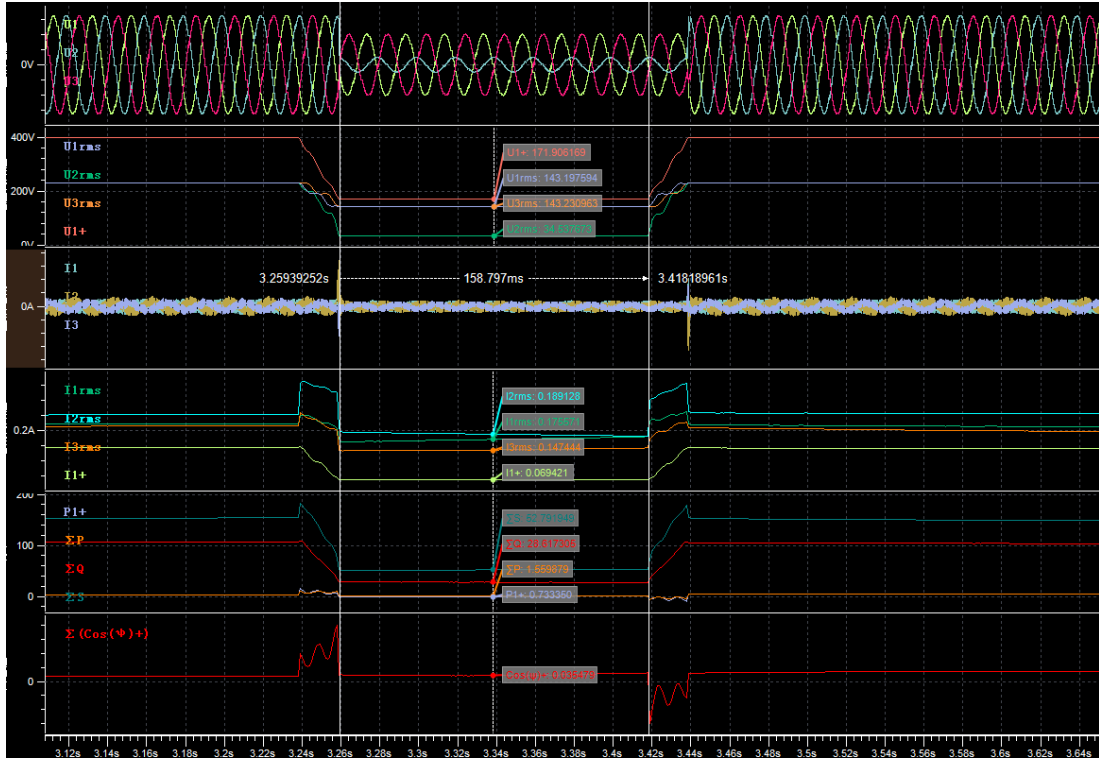 U1
0V
U2
U3
400V
U1rms
U2rms
200V
U3rms
U1+
0V
U1+: 171.906169
U1rms: 143.197594
U3rms: 143.230963
U2rms: 34.537673
I1
3.25939252s
158.797ms
3.41818961s
I2
0A
I3
I1rms
I2rms
0.2A
I3rms
I1+
I2rms: 0.189128
I1rms: 0.175571
I3rms: 0.147444
I1+: 0.069421
200
P1+
ΣP
100
ΣQ
ΣS
0
ΣS: 52.791949
ΣQ: 28.617308
ΣP: 1.559879
P1+: 0.733350
Σ(Cos(Ψ)+)
0
Cos(φ)+: 0.036479
3.12s 3.14s 3.16s 3.18s 3.2s 3.22s 3.24s 3.26s 3.28s 3.3s 3.32s 3.34s 3.36s 3.38s 3.4s 3.42s 3.44s 3.46s 3.48s 3.5s 3.52s 3.54s 3.56s 3.58s 3.6s 3.62s 3.64s